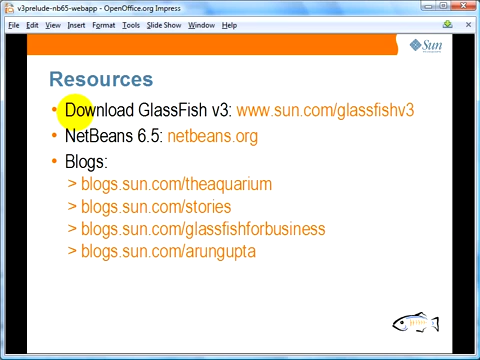 v3prelude-nb65-webapp - OpenOffice.org Impress
File Edit View Insert Format Tools Slide Show Window Help
Sun
Resources
• Download GlassFish v3: www.sun.com/glassfishv3
• NetBeans 6.5: netbeans.org
• Blogs:
> blogs.sun.com/theaquarium
> blogs.sun.com/stories
> blogs.sun.com/glassfishforbusiness
> blogs.sun.com/arungupta